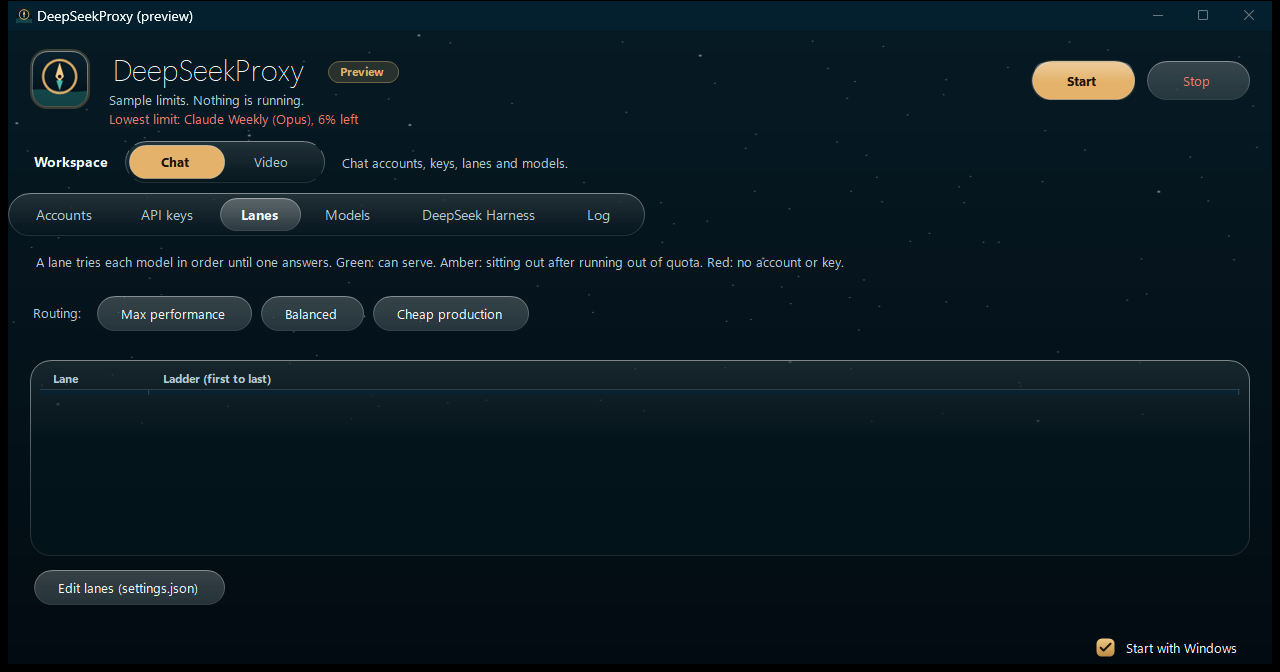 DeepSeekProxy (preview)
DeepSeekProxy
Preview
Start
Stop
Sample limits. Nothing is running.
Lowest limit: Claude Weekly (Opus), 6% left
Workspace
Chat
Video
Chat accounts, keys, lanes and models.
Accounts
API keys
Lanes
Models
DeepSeek Harness
Log
A lane tries each model in order until one answers. Green: can serve. Amber: sitting out after running out of quota. Red: no account or key.
Routing:
Max performance
Balanced
Cheap production
Lane
Ladder (first to last)
Edit lanes (settings.json)
Start with Windows